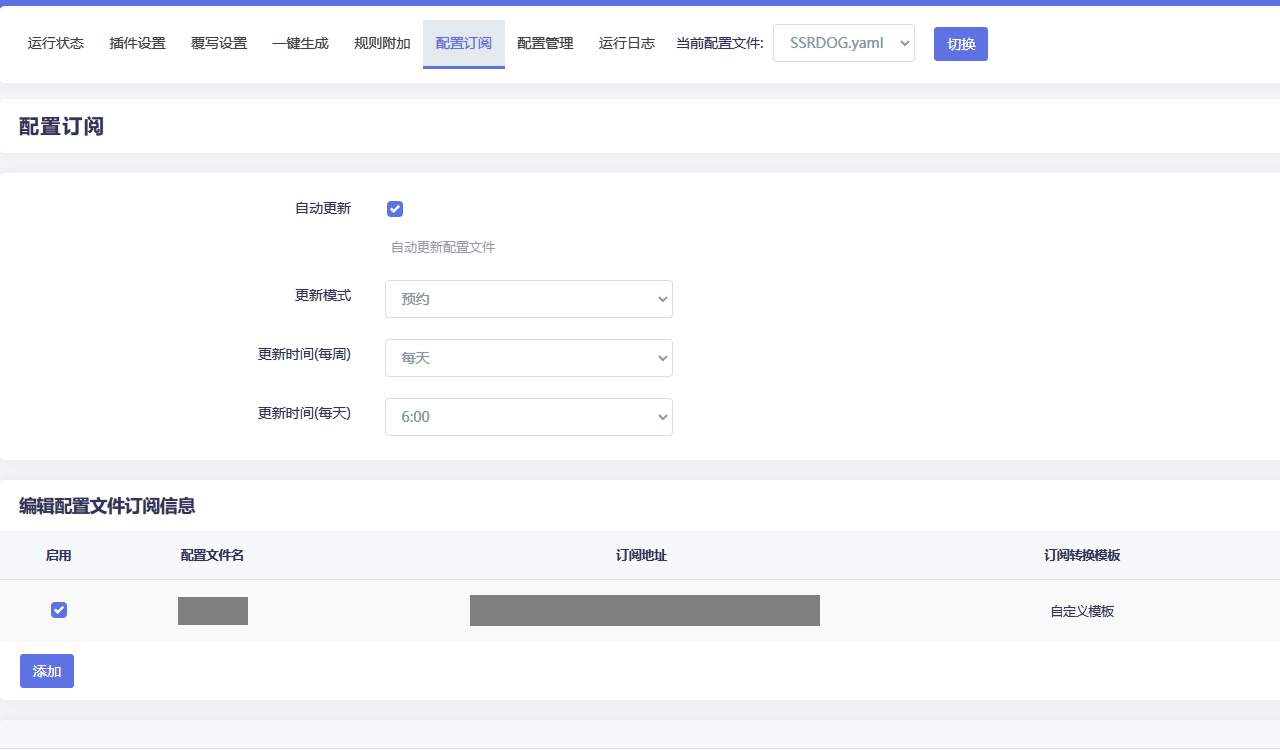 运行状态 插件设置 覆写设置 一键生成 规则附加 配置订阅 配置管理 运行日志 当前配置文件: SSRDOG.yaml 切换
配置订阅
自动更新
自动更新配置文件
更新模式 预约
更新时间(每周) 每天
更新时间(每天) 6:00
编辑配置文件订阅信息
启用 配置文件名 订阅地址 订阅转换模板
自定义模板
添加